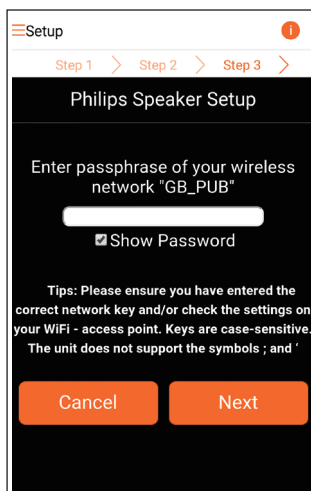 Setup
i
Step 1 Step 2 Step 3
Philips Speaker Setup
Enter passphrase of your wireless
network "GB_PUB"
Show Password
Tips: Please ensure you have entered the
correct network key and/or check the settings on
your WiFi - access point. Keys are case-sensitive.
The unit does not support the symbols ; and ‘
Cancel Next